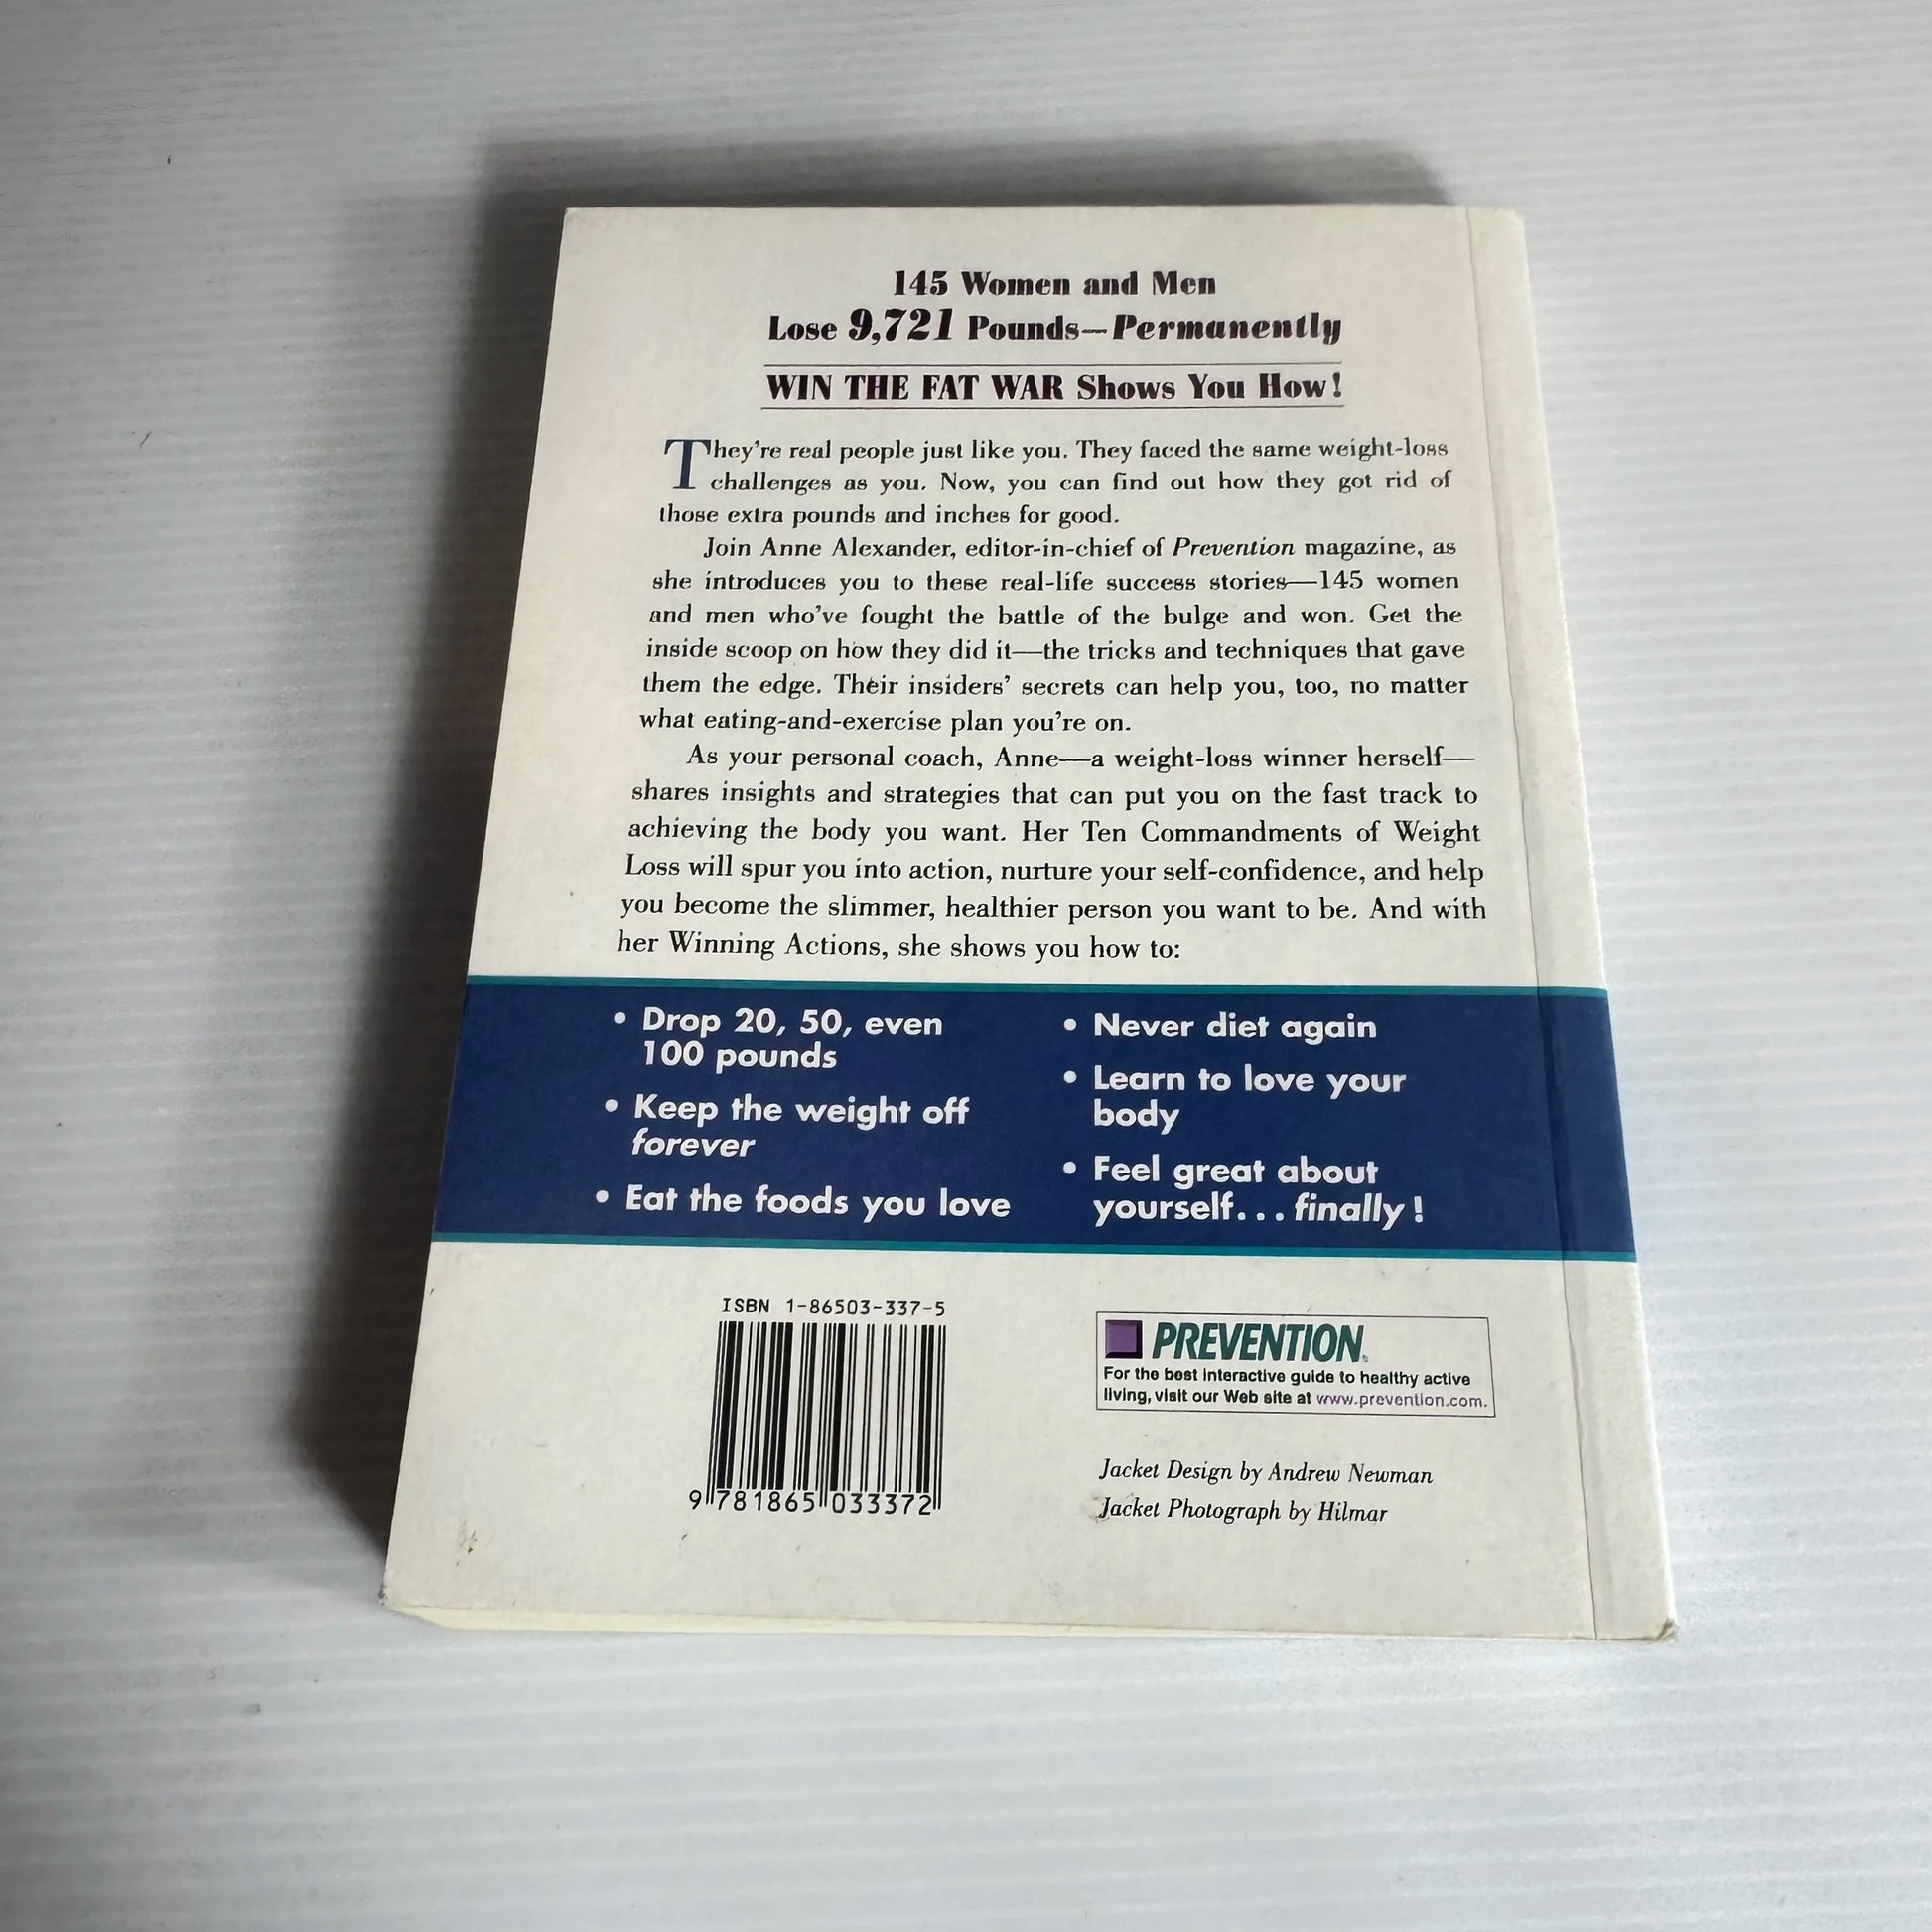 145 Women and Men
Lose 9,721 Pounds—Permanently
WIN THE FAT WAR Shows You How!
They're real people just like you. They faced the same weight-loss
challenges as you. Now, you can find out how they got rid of
those extra pounds and inches for good.
Join Anne Alexander, editor-in-chief of Prevention magazine, as
she introduces you to these real-life success stories—145 women
and men who've fought the battle of the bulge and won. Get the
inside scoop on how they did it—the tricks and techniques that gave
them the edge. Their insiders' secrets can help you, too, no matter
what eating-and-exercise plan you're on.
As your personal coach, Anne—a weight-loss winner herself—
shares insights and strategies that can put you on the fast track to
achieving the body you want. Her Ten Commandments of Weight
Loss will spur you into action, nurture your self-confidence, and help
you become the slimmer, healthier person you want to be. And with
her Winning Actions, she shows you how to:
• Drop 20, 50, even
100 pounds
• Keep the weight off
forever
• Eat the foods you love
• Never diet again
• Learn to love your
body
• Feel great about
yourself... finally!
ISBN 1-86503-337-5
9 781865 033372
PREVENTION
For the best interactive guide to healthy active
living, visit our Web site at www.prevention.com.
Jacket Design by Andrew Newman
Jacket Photograph by Hilmar